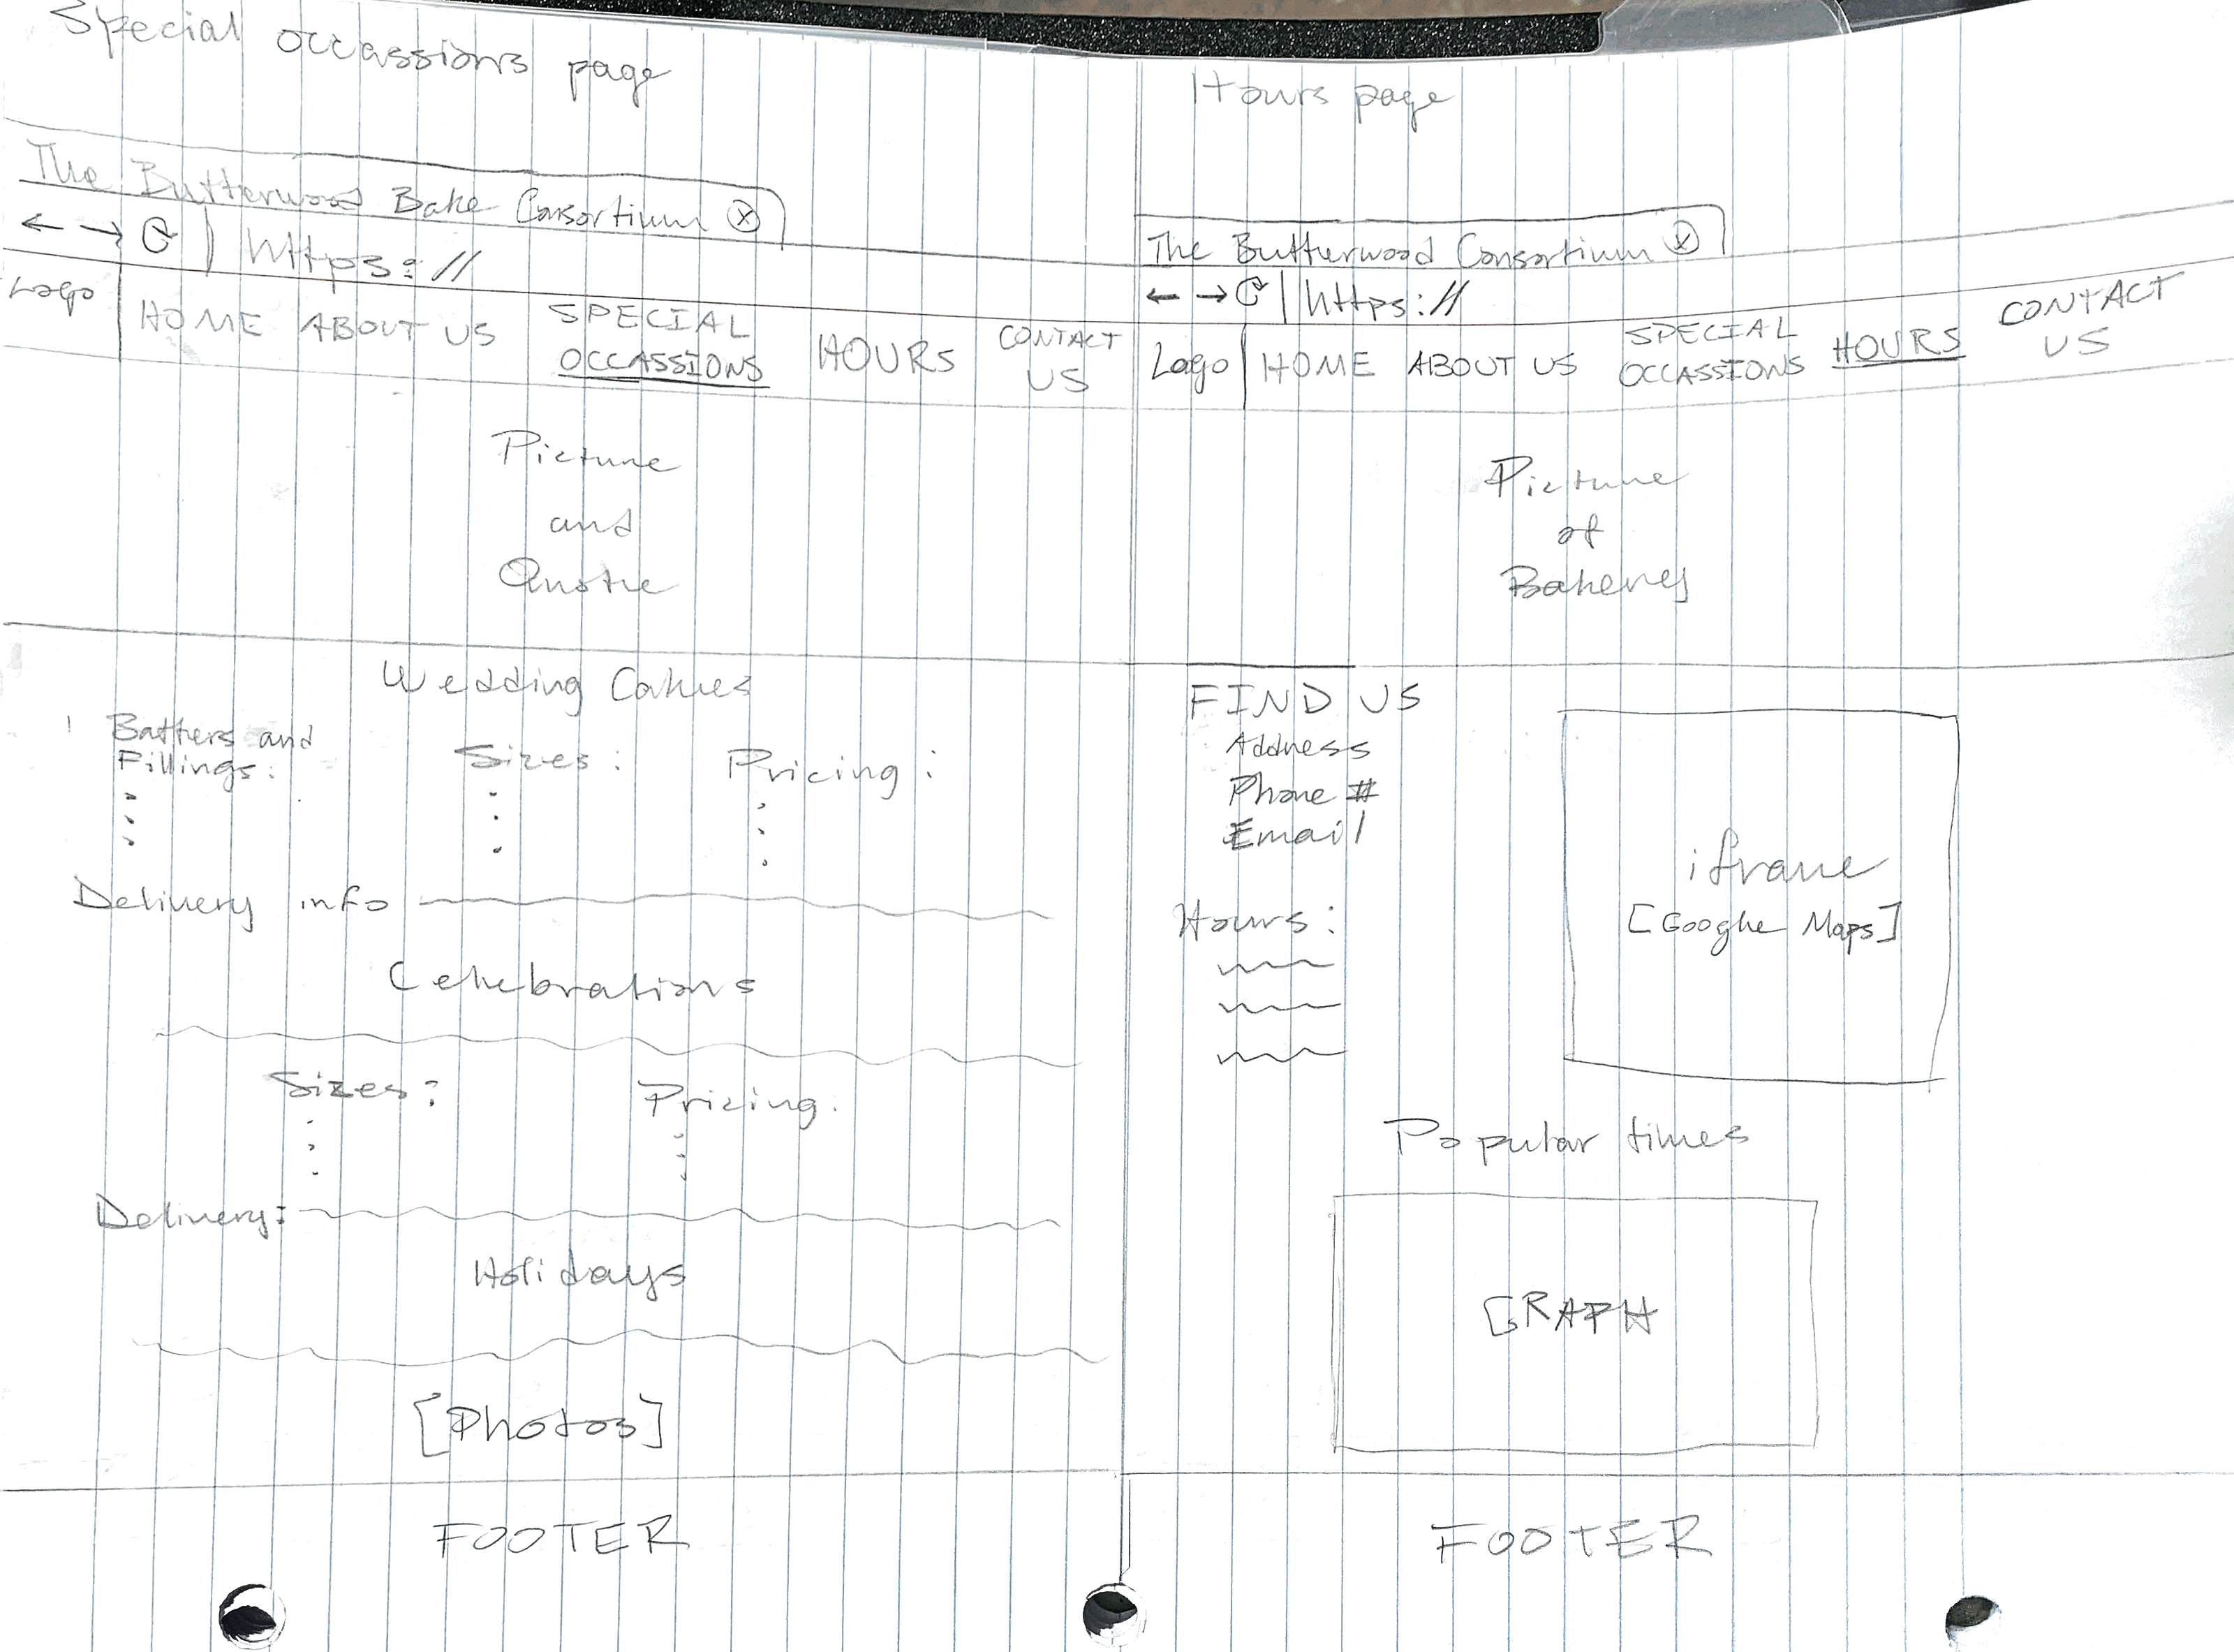 Special occassions page
The Butterwood Bake Consortium ⓧ
← → ⟳ | https://
Logo
HOME ABOUT US SPECIAL OCCASSIONS HOURS CONTACT US
Picture
and
Quote
Wedding Cakes
Batters and
Fillings:
Sizes:
Pricing:
Delivery info
Celebrations
Sizes:
Pricing:
Delivery:
Holidays
[Photos]
FOOTER
Hours page
The Butterwood Consortium ⓧ
← → ⟳ | https://
Logo
HOME ABOUT US SPECIAL OCCASSIONS HOURS CONTACT US
Picture
of
Bakery
FIND US
Address
Phone #
Email
Hours:
iframe
[Google Maps]
Popular times
GRAPH
FOOTER